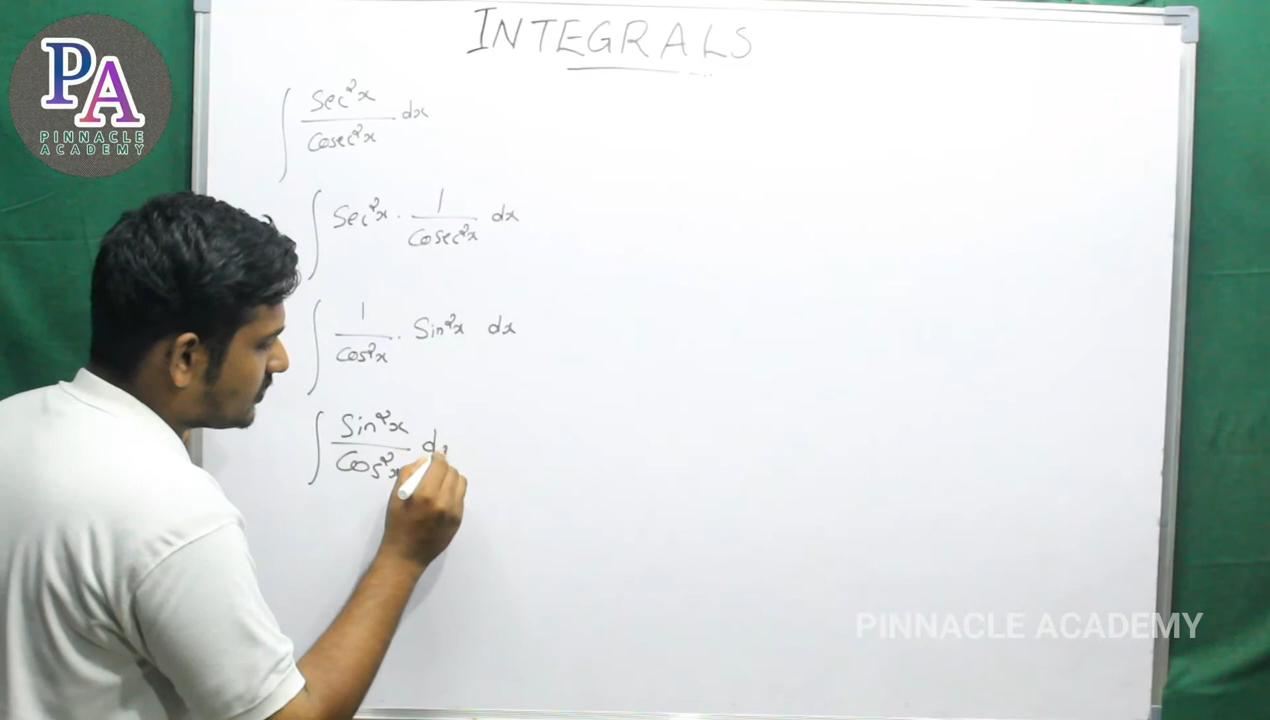 PA
PINNACLE
ACADEMY
INTEGRALS
∫ Sec²x / Cosec²x dx
∫ Sec²x · 1 / Cosec²x dx
∫ 1 / Cos²x · Sin²x dx
∫ Sin²x / Cos²x dx
PINNACLE ACADEMY